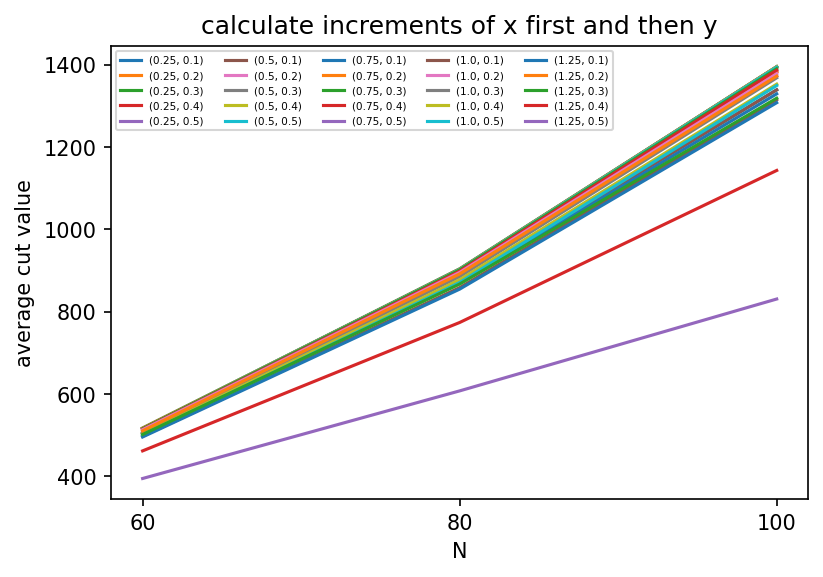 calculate increments of x first and then y
1400
1200
1000
800
600
400
average cut value
(0.25, 0.1) (0.5, 0.1) (0.75, 0.1) (1.0, 0.1) (1.25, 0.1)
(0.25, 0.2) (0.5, 0.2) (0.75, 0.2) (1.0, 0.2) (1.25, 0.2)
(0.25, 0.3) (0.5, 0.3) (0.75, 0.3) (1.0, 0.3) (1.25, 0.3)
(0.25, 0.4) (0.5, 0.4) (0.75, 0.4) (1.0, 0.4) (1.25, 0.4)
(0.25, 0.5) (0.5, 0.5) (0.75, 0.5) (1.0, 0.5) (1.25, 0.5)
60 80 100
N